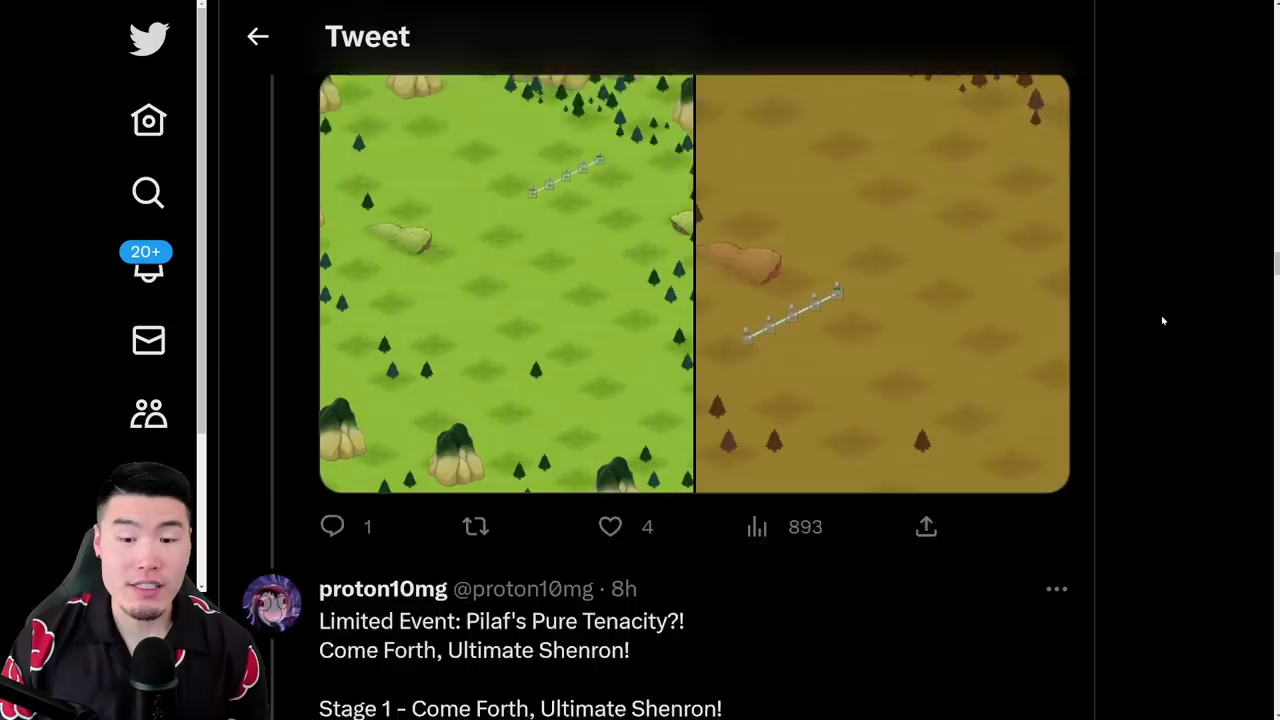 Tweet
20+
1
4
893
proton10mg @proton10mg · 8h
Limited Event: Pilaf's Pure Tenacity?!
Come Forth, Ultimate Shenron!
Stage 1 - Come Forth, Ultimate Shenron!